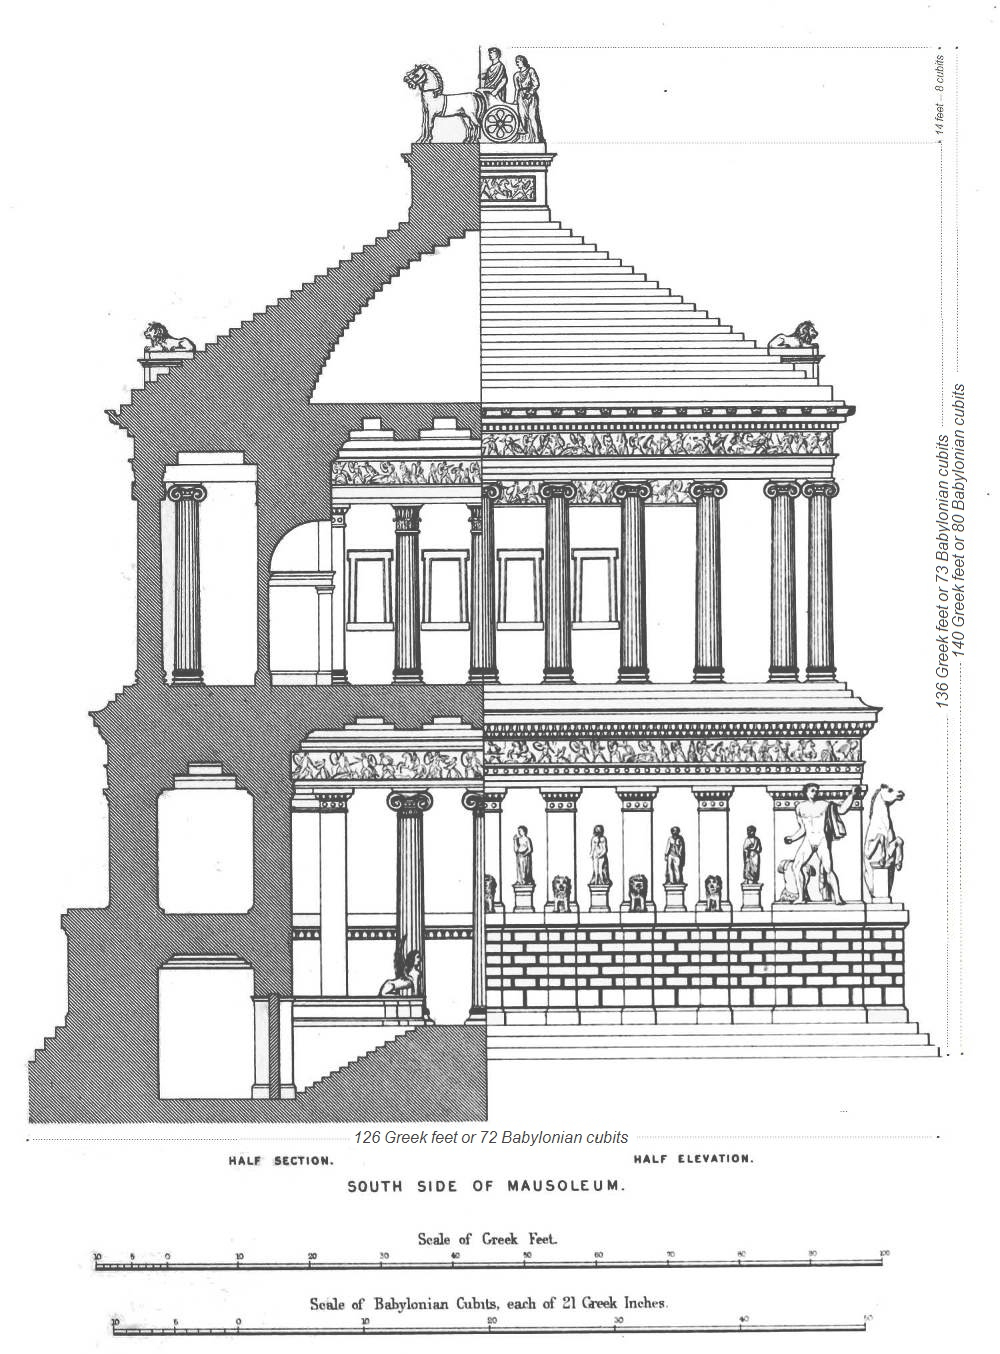 14 feet – 8 cubits
136 Greek feet or 73 Babylonian cubits
140 Greek feet or 80 Babylonian cubits
126 Greek feet or 72 Babylonian cubits
HALF SECTION.
HALF ELEVATION.
SOUTH SIDE OF MAUSOLEUM.
Scale of Greek Feet.
10 5 0 10 20 30 40 50 60 70 80 90 100
Scale of Babylonian Cubits, each of 21 Greek Inches.
10 5 0 10 20 30 40 50